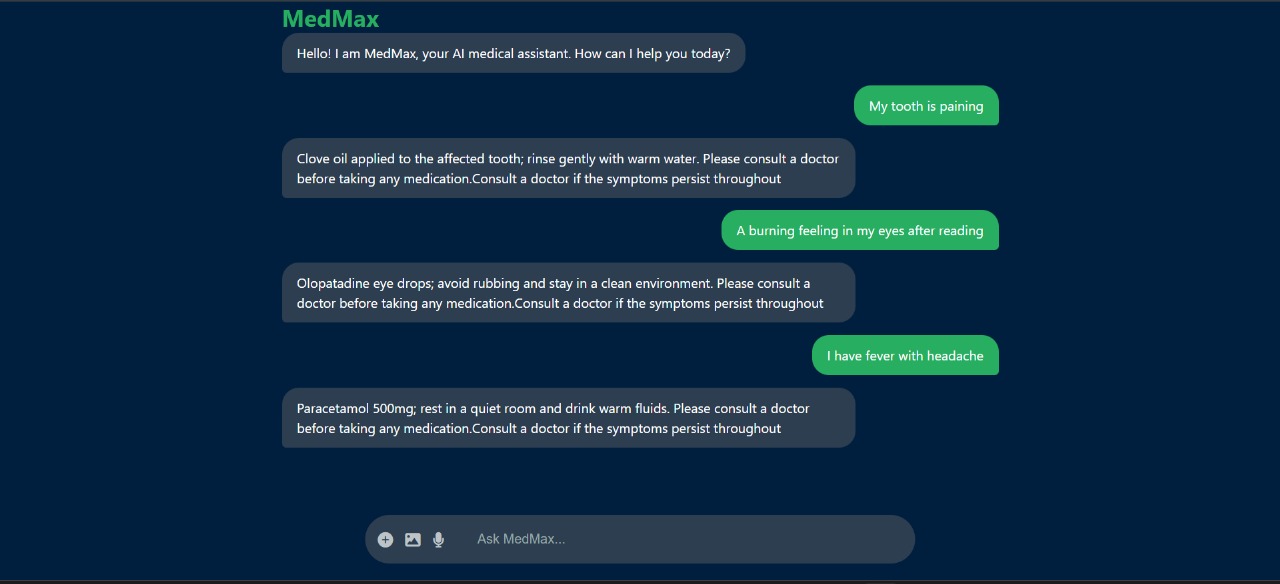 MedMax
Hello! I am MedMax, your AI medical assistant. How can I help you today?
My tooth is paining
Clove oil applied to the affected tooth; rinse gently with warm water. Please consult a doctor
before taking any medication.Consult a doctor if the symptoms persist throughout
A burning feeling in my eyes after reading
Olopatadine eye drops; avoid rubbing and stay in a clean environment. Please consult a
doctor before taking any medication.Consult a doctor if the symptoms persist throughout
I have fever with headache
Paracetamol 500mg; rest in a quiet room and drink warm fluids. Please consult a doctor
before taking any medication.Consult a doctor if the symptoms persist throughout
Ask MedMax...